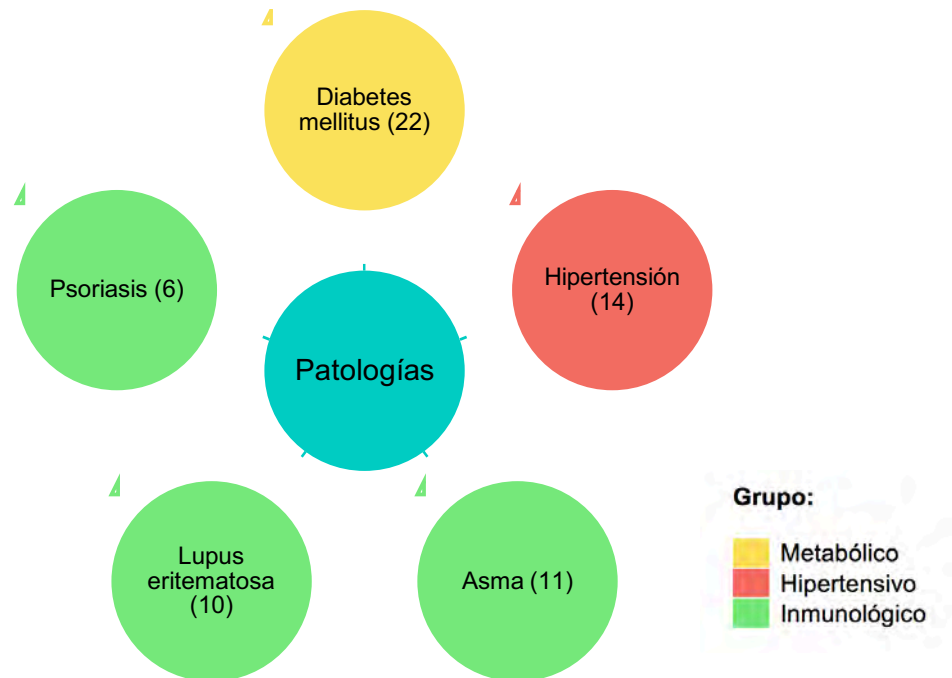 Diabetes
mellitus (22)
Psoriasis (6)
Hipertensión
(14)
Patologías
Lupus
eritematosa
(10)
Asma (11)
Grupo:
Metabólico
Hipertensivo
Inmunológico